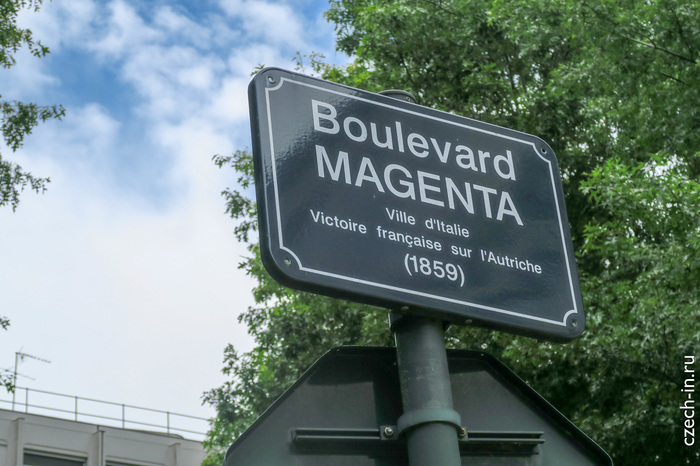 Boulevard
MAGENTA
Ville d'Italie
Victoire française sur l'Autriche
(1859)
czech-in.ru